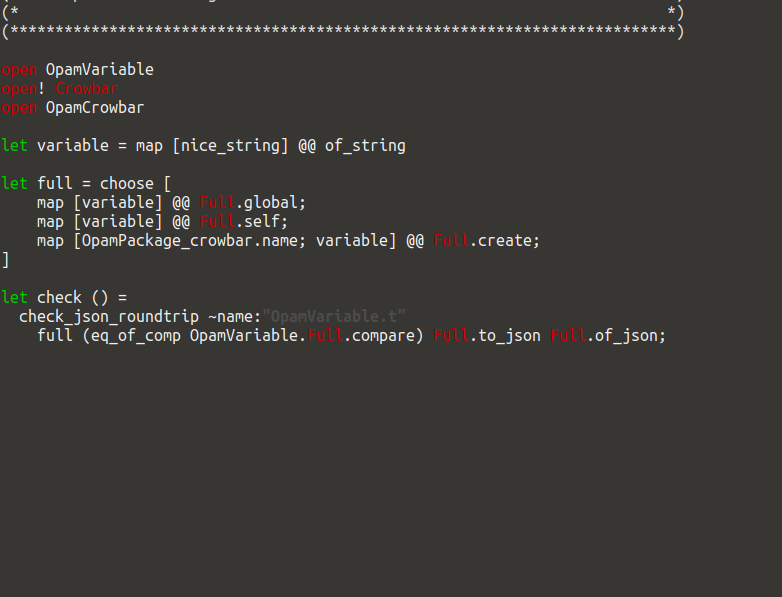 (*                                                                        *)
(**************************************************************************)
open OpamVariable
open! Crowbar
open OpamCrowbar
let variable = map [nice_string] @@ of_string
let full = choose [
    map [variable] @@ Full.global;
    map [variable] @@ Full.self;
    map [OpamPackage_crowbar.name; variable] @@ Full.create;
]
let check () =
  check_json_roundtrip ~name:"OpamVariable.t"
    full (eq_of_comp OpamVariable.Full.compare) Full.to_json Full.of_json;